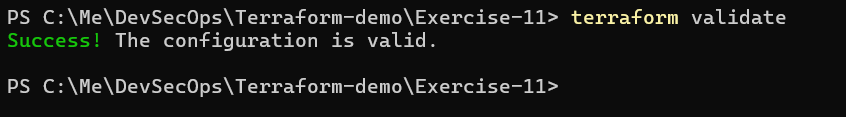 PS C:\Me\DevSecOps\Terraform-demo\Exercise-11> terraform validate
Success! The configuration is valid.
PS C:\Me\DevSecOps\Terraform-demo\Exercise-11>